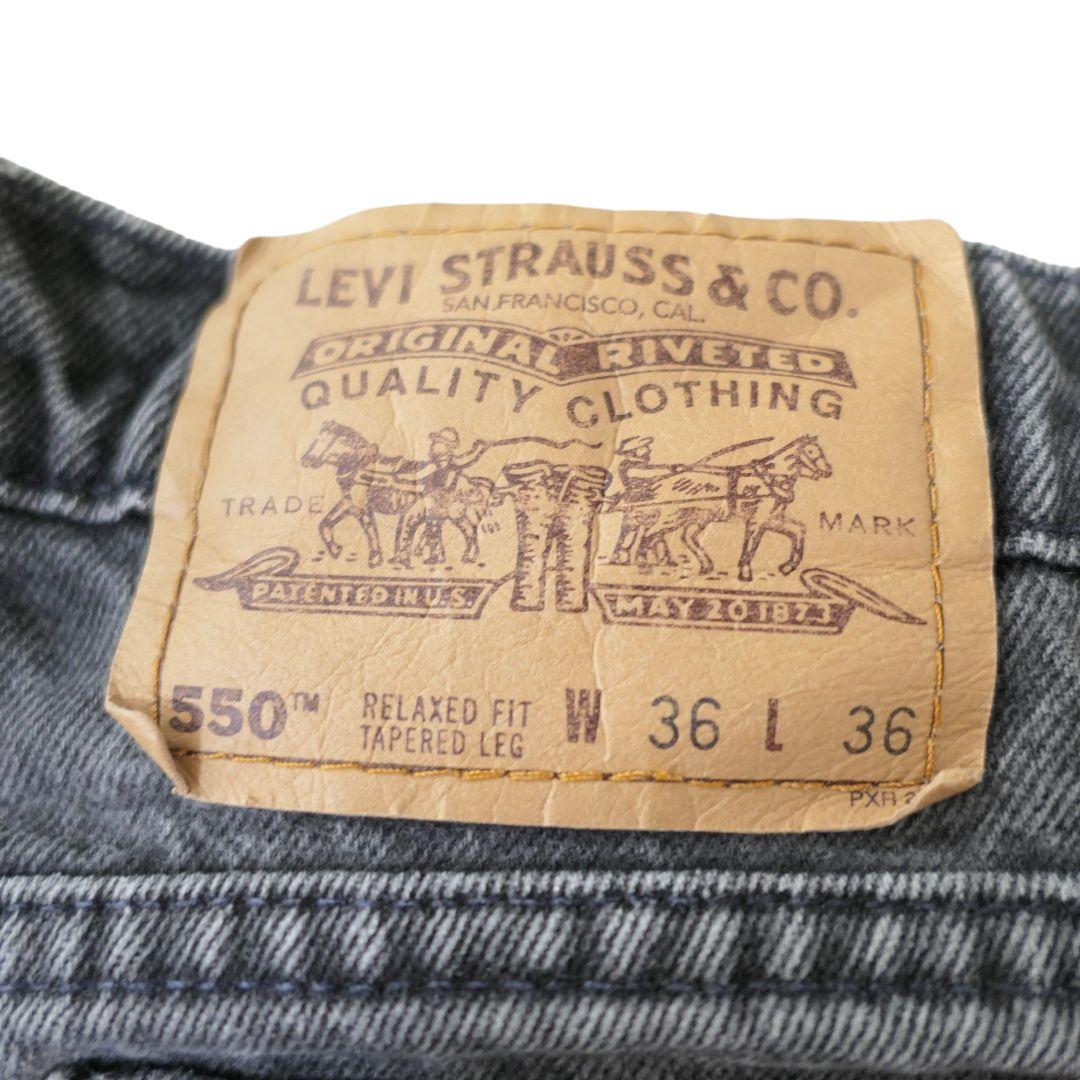 LEVI STRAUSS & CO.
SAN FRANCISCO, CAL.
ORIGINAL RIVETED
QUALITY CLOTHING
TRADE MARK
PATENTED IN U.S. MAY 20 1873
550™ RELAXED FIT W 36 L 36
TAPERED LEG
PXR